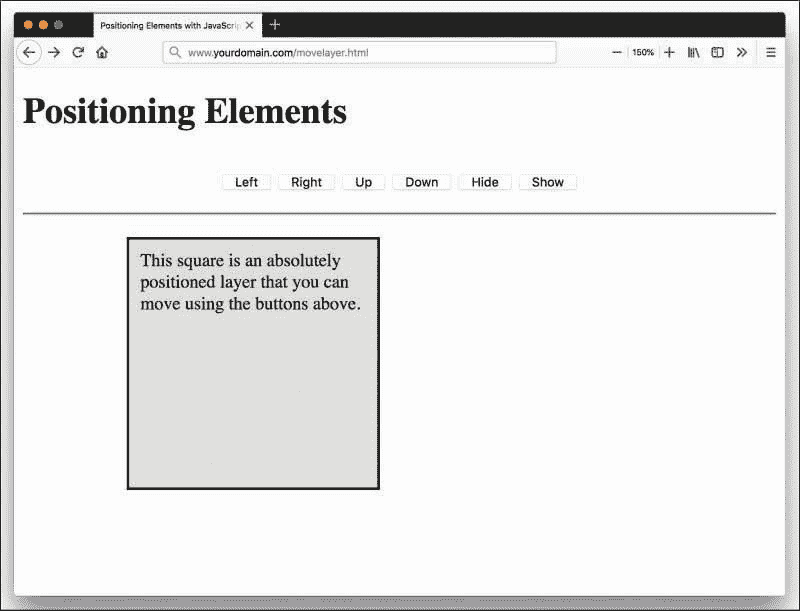 Positioning Elements with JavaScrip
www.yourdomain.com/movelayer.html
150%
Positioning Elements
Left Right Up Down Hide Show
This square is an absolutely
positioned layer that you can
move using the buttons above.